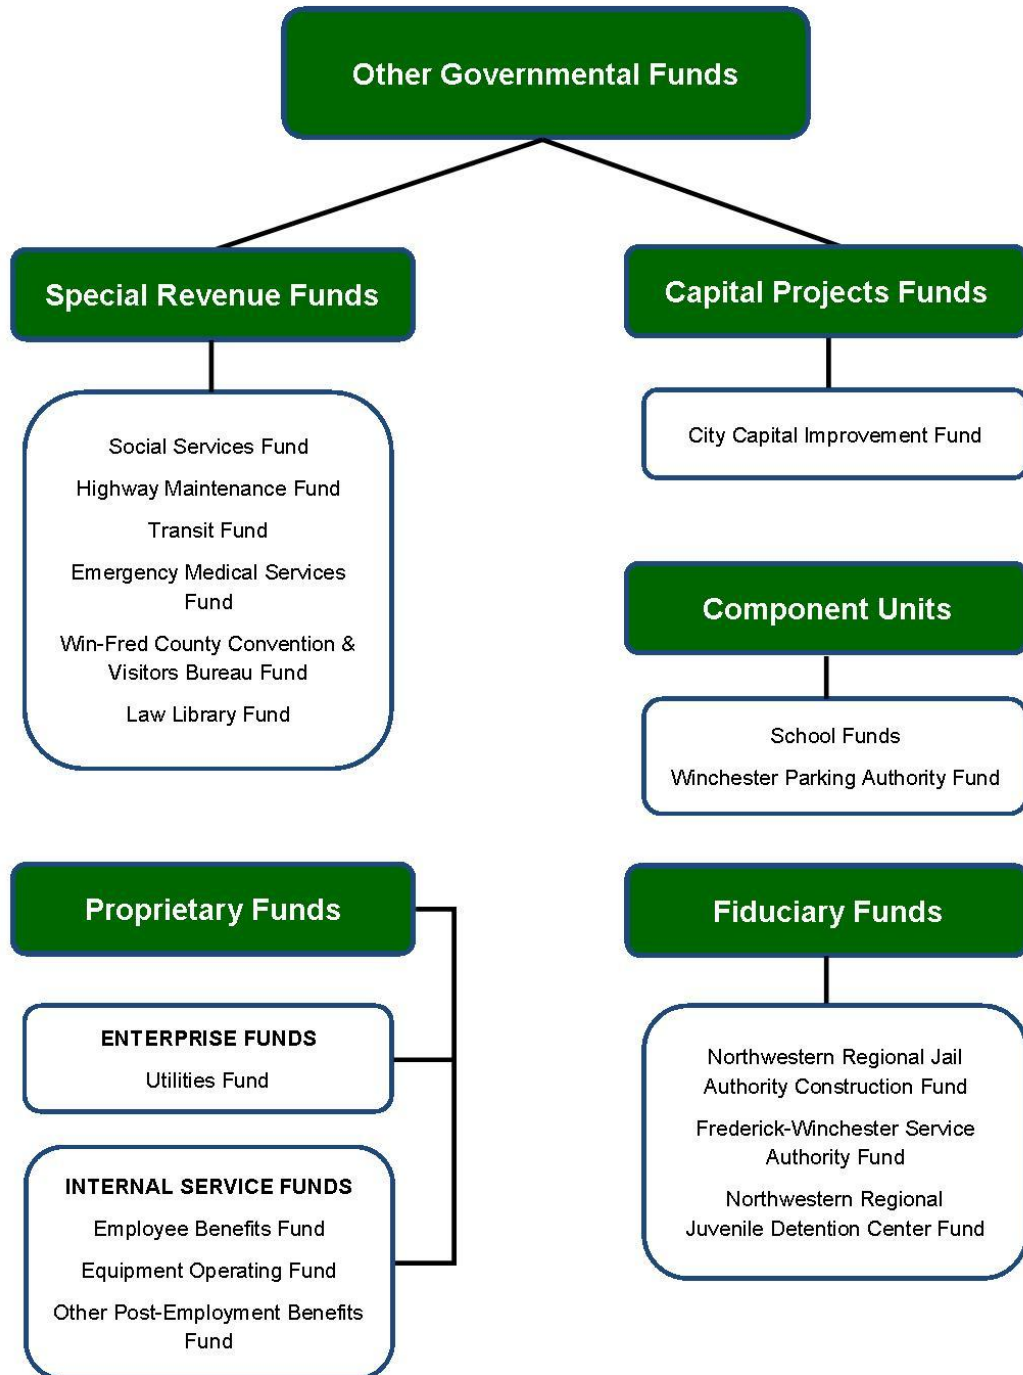 Other Governmental Funds
Special Revenue Funds
Social Services Fund
Highway Maintenance Fund
Transit Fund
Emergency Medical Services
Fund
Win-Fred County Convention &
Visitors Bureau Fund
Law Library Fund
Capital Projects Funds
City Capital Improvement Fund
Component Units
School Funds
Winchester Parking Authority Fund
Proprietary Funds
ENTERPRISE FUNDS
Utilities Fund
INTERNAL SERVICE FUNDS
Employee Benefits Fund
Equipment Operating Fund
Other Post-Employment Benefits
Fund
Fiduciary Funds
Northwestern Regional Jail
Authority Construction Fund
Frederick-Winchester Service
Authority Fund
Northwestern Regional
Juvenile Detention Center Fund